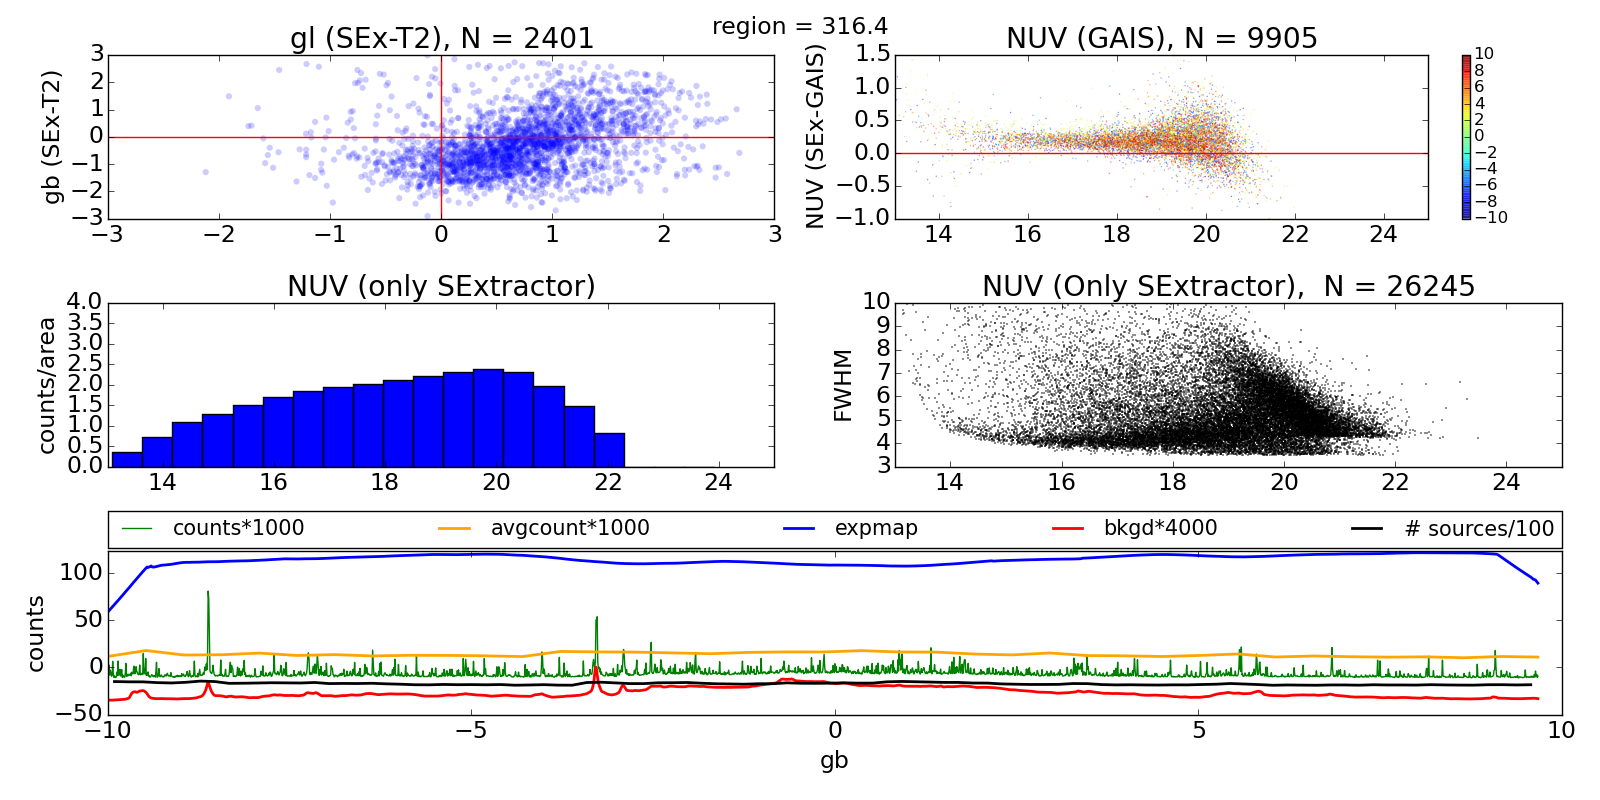 region = 316.4
gl (SEx-T2), N = 2401
gb (SEx-T2)
3
2
1
0
−1
−2
−3
−3 −2 −1 0 1 2 3
NUV (GAIS), N = 9905
NUV (SEx-GAIS)
1.5
1.0
0.5
0.0
−0.5
−1.0
14 16 18 20 22 24
10
8
6
4
2
0
−2
−4
−6
−8
−10
NUV (only SExtractor)
counts/area
4.0
3.5
3.0
2.5
2.0
1.5
1.0
0.5
0.0
14 16 18 20 22 24
NUV (Only SExtractor), N = 26245
FWHM
10
9
8
7
6
5
4
3
14 16 18 20 22 24
counts*1000 avgcount*1000 expmap bkgd*4000 # sources/100
counts
100
50
0
−50
−10 −5 0 5 10
gb